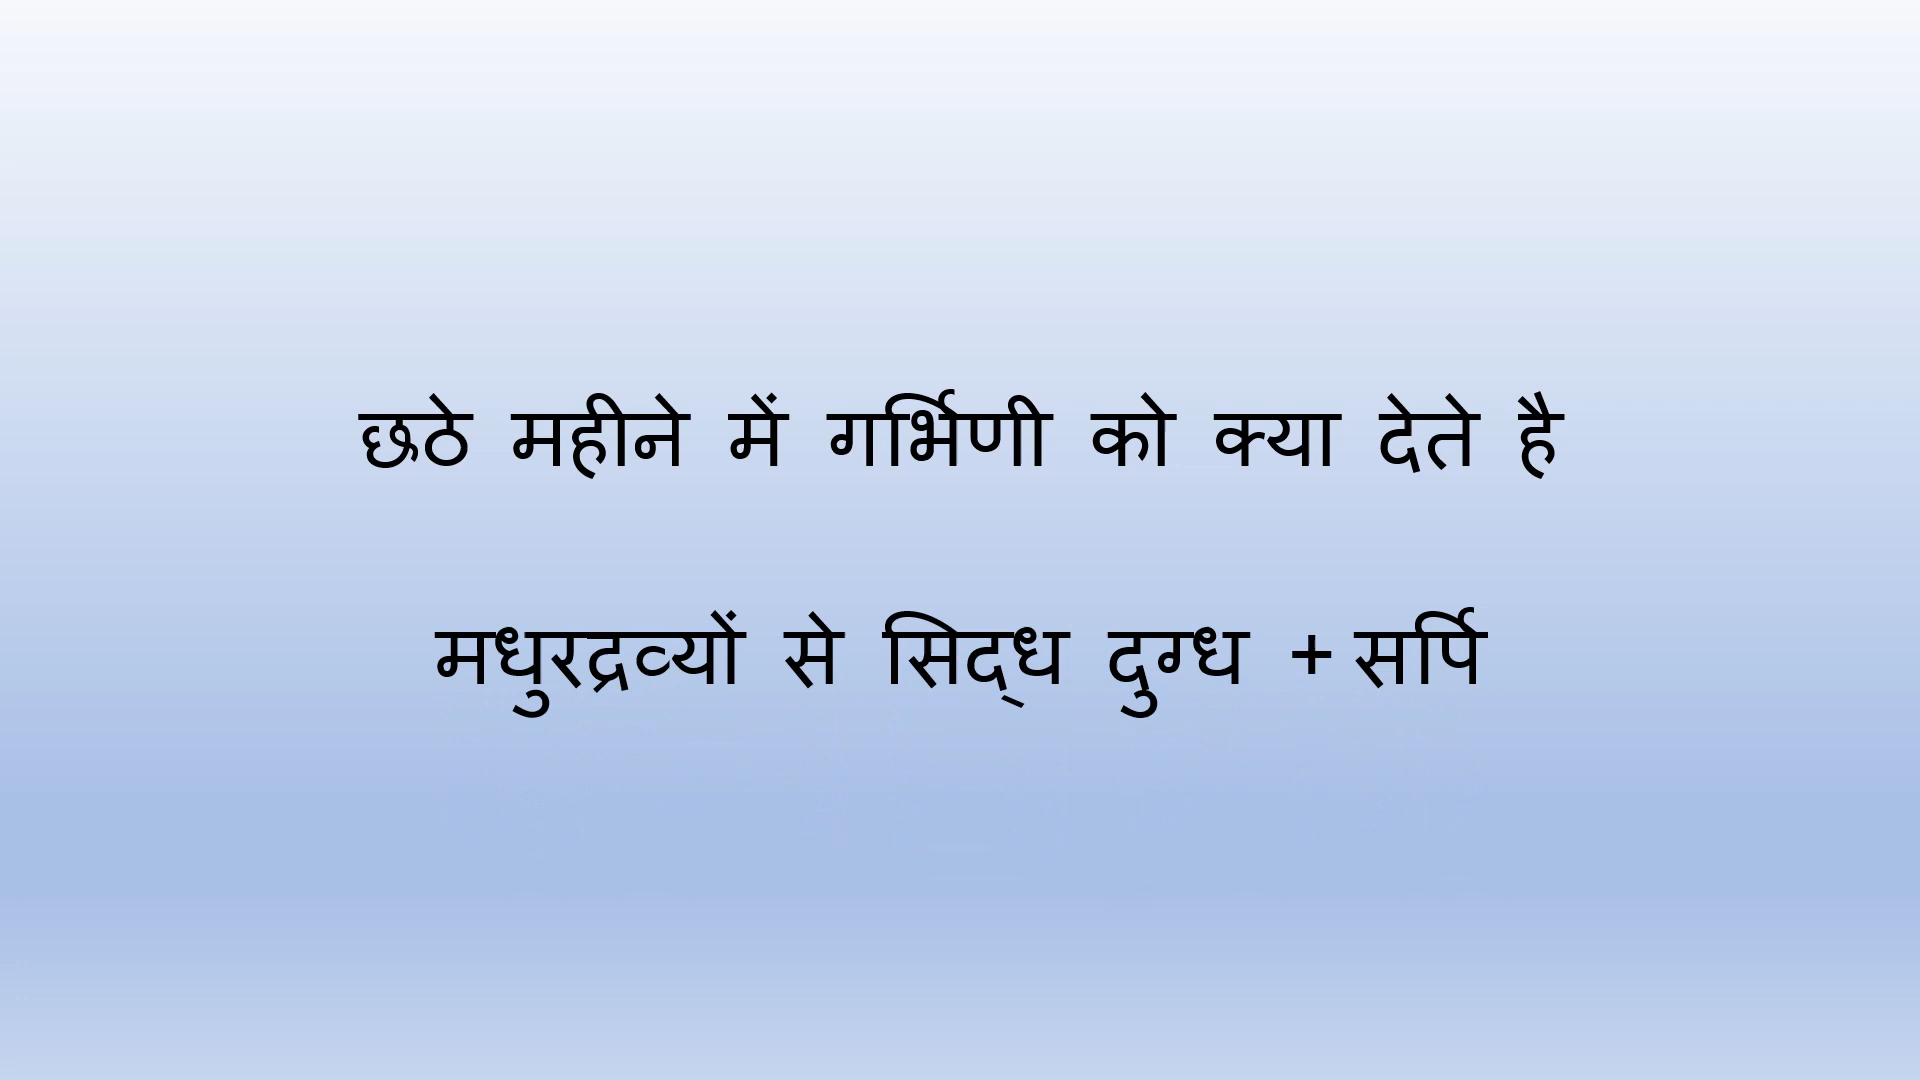 छठे महीने में गर्भिणी को क्या देते है
मधुरद्रव्यों से सिद्ध दुग्ध + सर्पि